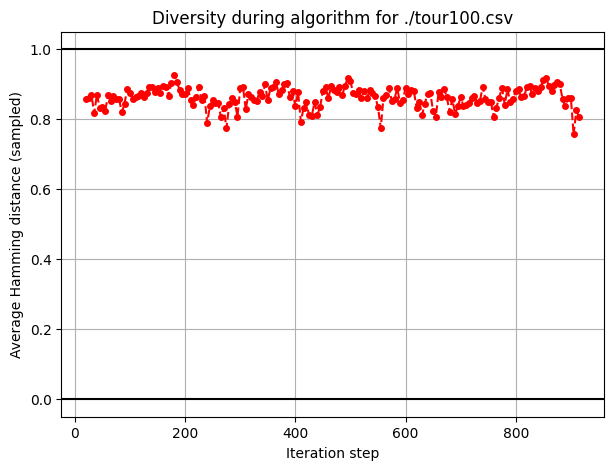 Diversity during algorithm for ./tour100.csv
1.0
0.8
0.6
0.4
0.2
0.0
Average Hamming distance (sampled)
0 200 400 600 800
Iteration step